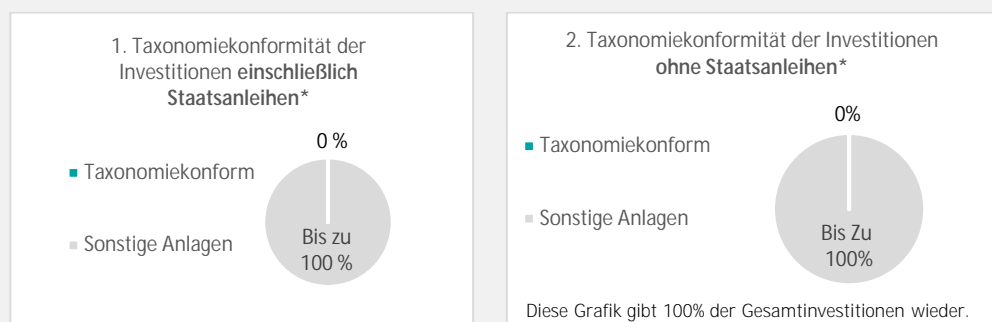 1. Taxonomiekonformität der
Investitionen einschließlich
Staatsanleihen*
0 %
Taxonomiekonform
Sonstige Anlagen
Bis zu
100 %
2. Taxonomiekonformität der Investitionen
ohne Staatsanleihen*
0%
Taxonomiekonform
Sonstige Anlagen
Bis Zu
100%
Diese Grafik gibt 100% der Gesamtinvestitionen wieder.